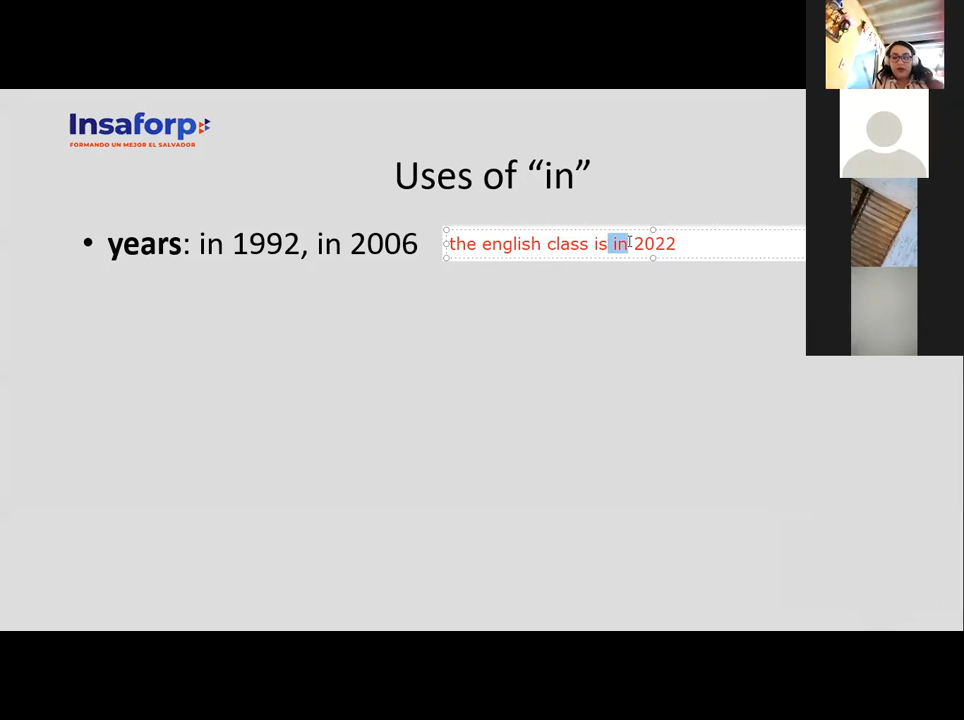 Insaforp
FORMANDO UN MEJOR EL SALVADOR
Uses of “in”
• years: in 1992, in 2006
the english class is in 2022